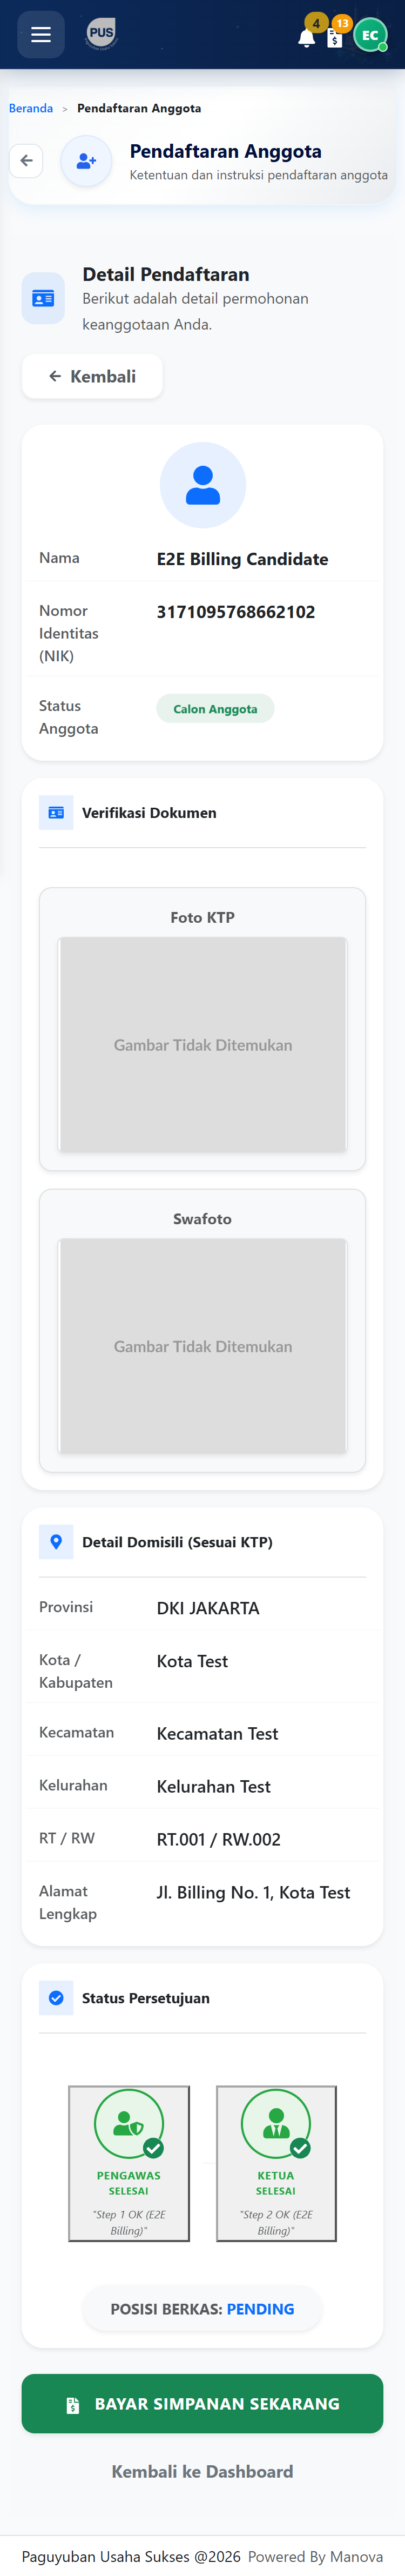 PUS
4
13
EC
Beranda > Pendaftaran Anggota
Pendaftaran Anggota
Ketentuan dan instruksi pendaftaran anggota
Detail Pendaftaran
Berikut adalah detail permohonan
keanggotaan Anda.
Kembali
Nama
E2E Billing Candidate
Nomor
Identitas
(NIK)
3171095768662102
Status
Anggota
Calon Anggota
Verifikasi Dokumen
Foto KTP
Gambar Tidak Ditemukan
Swafoto
Gambar Tidak Ditemukan
Detail Domisili (Sesuai KTP)
Provinsi
DKI JAKARTA
Kota /
Kabupaten
Kota Test
Kecamatan
Kecamatan Test
Kelurahan
Kelurahan Test
RT / RW
RT.001 / RW.002
Alamat
Lengkap
Jl. Billing No. 1, Kota Test
Status Persetujuan
PENGAWAS
SELESAI
"Step 1 OK (E2E
Billing)"
KETUA
SELESAI
"Step 2 OK (E2E
Billing)"
POSISI BERKAS: PENDING
BAYAR SIMPANAN SEKARANG
Kembali ke Dashboard
Paguyuban Usaha Sukses @2026 Powered By Manova